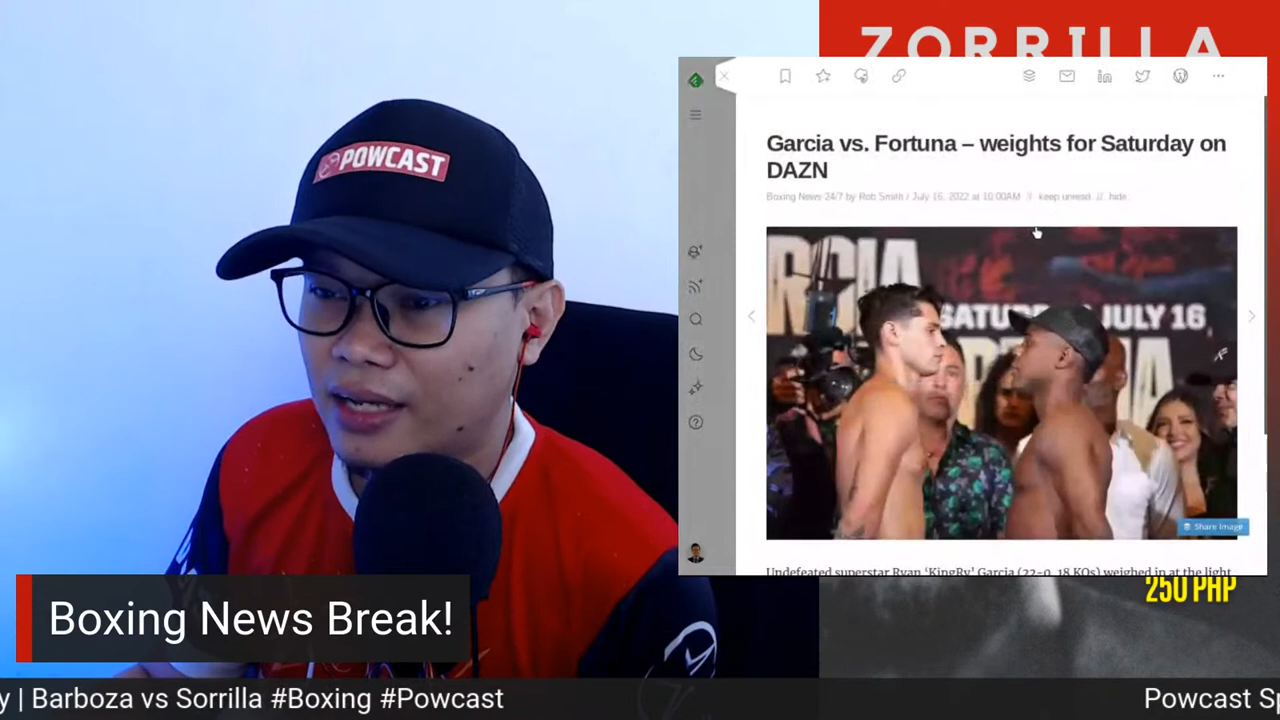 ZORRILLA
POWCAST
Garcia vs. Fortuna – weights for Saturday on
DAZN
Boxing News 24/7 by Rob Smith / July 16, 2022 at 10:00AM // keep unread // hide
RCIA
SATURD
JULY 16
Share Image
Undefeated superstar Ryan ‘KingRy’ Garcia (22-0, 18 KOs) weighed in at the light
250 PHP
Boxing News Break!
y | Barboza vs Sorrilla #Boxing #Powcast
Powcast Sp